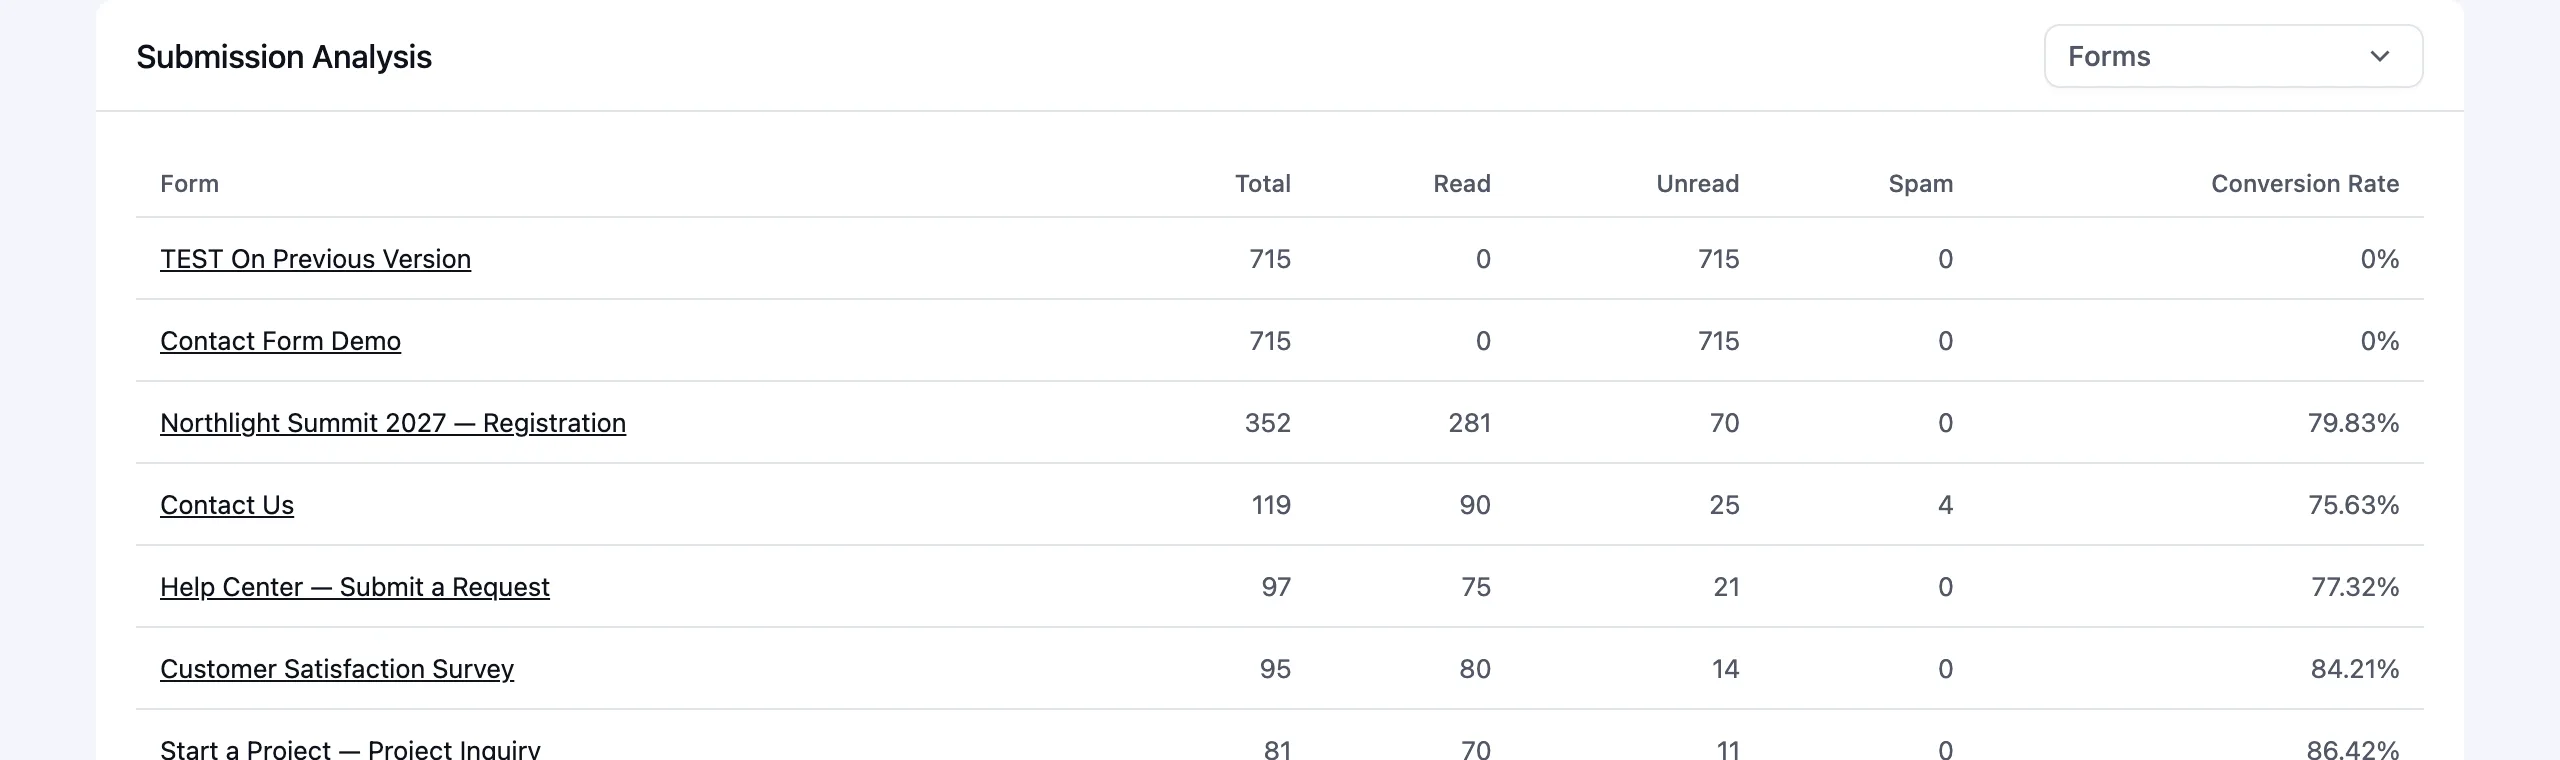 Submission Analysis
Forms
Form Total Read Unread Spam Conversion Rate
TEST On Previous Version 715 0 715 0 0%
Contact Form Demo 715 0 715 0 0%
Northlight Summit 2027 — Registration 352 281 70 0 79.83%
Contact Us 119 90 25 4 75.63%
Help Center — Submit a Request 97 75 21 0 77.32%
Customer Satisfaction Survey 95 80 14 0 84.21%
Start a Project — Project Inquiry 81 70 11 0 86.42%